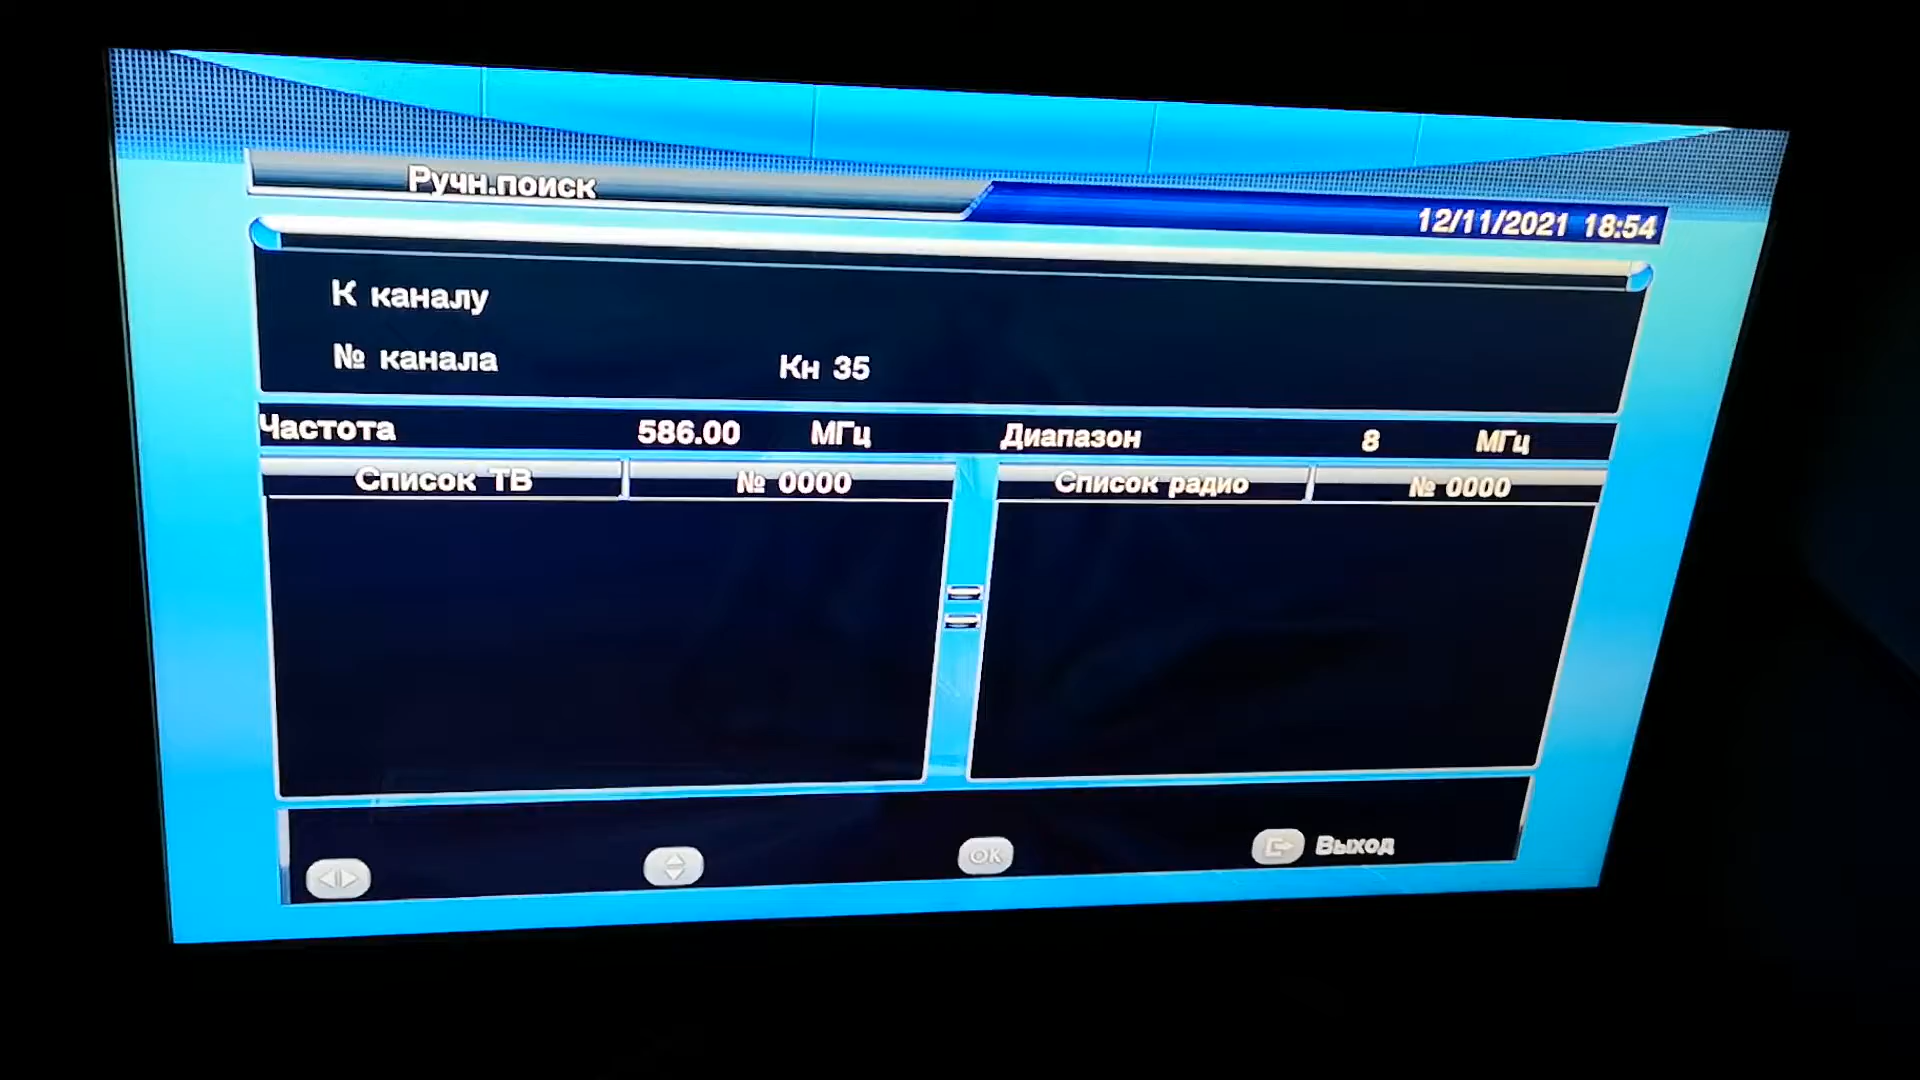 Ручн.поиск
12/11/2021 18:54
К каналу
№ канала Кн 35
Частота 586.00 МГц Диапазон 8 МГц
Список ТВ № 0000 Список радио № 0000
OK Выход